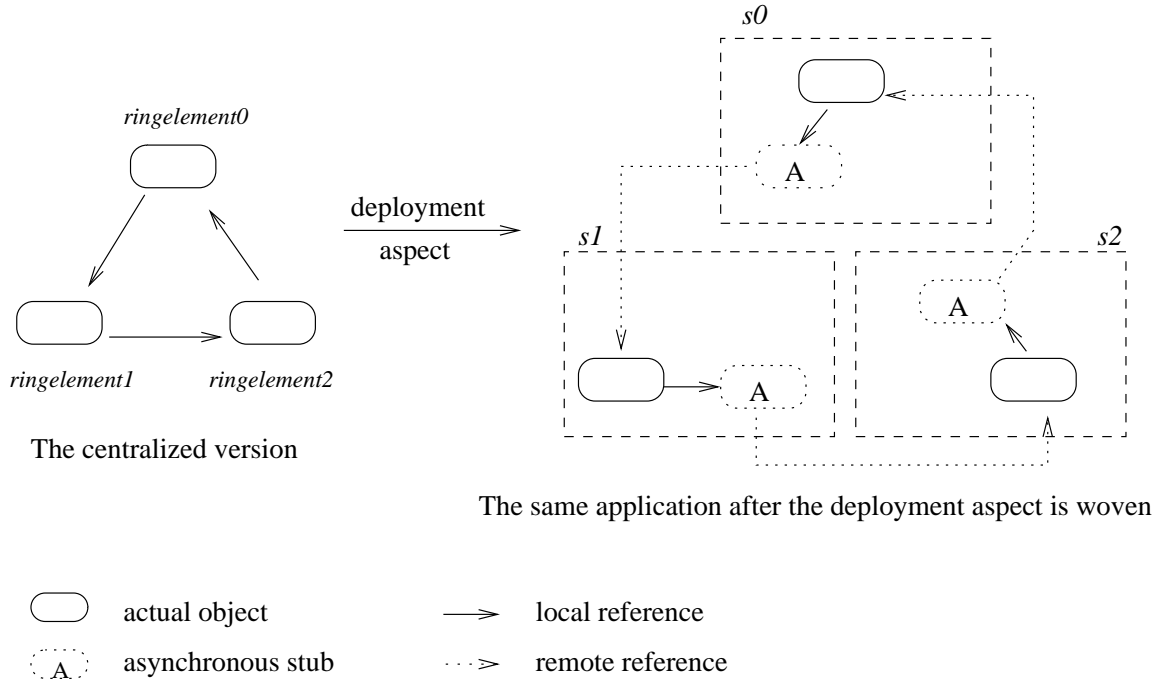 s0
ringelement0
A
deployment
aspect
s1
s2
A
A
ringelement1
ringelement2
The centralized version
The same application after the deployment aspect is woven
actual object
local reference
A
asynchronous stub
remote reference